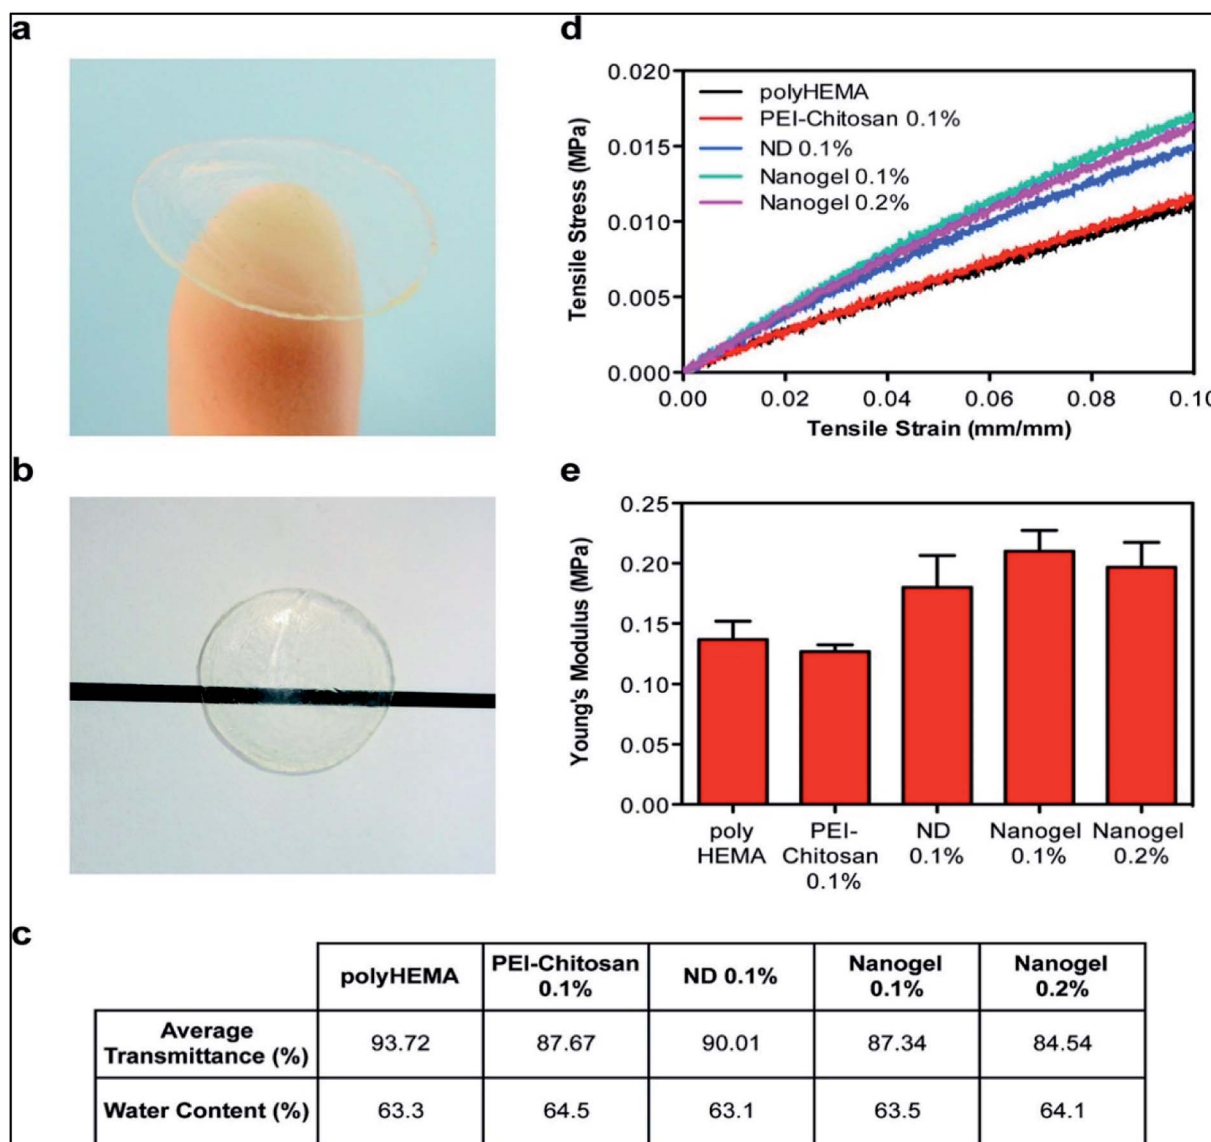 a
b
c
d
0.020
0.015
0.010
0.005
0.000
Tensile Stress (MPa)
polyHEMA
PEI-Chitosan 0.1%
ND 0.1%
Nanogel 0.1%
Nanogel 0.2%
0.00 0.02 0.04 0.06 0.08 0.10
Tensile Strain (mm/mm)
e
0.25
0.20
0.15
0.10
0.05
0.00
Young's Modulus (MPa)
poly
HEMA
PEI-
Chitosan
0.1%
ND
0.1%
Nanogel
0.1%
Nanogel
0.2%
polyHEMA
PEI-Chitosan
0.1%
ND 0.1%
Nanogel
0.1%
Nanogel
0.2%
Average
Transmittance (%)
93.72 87.67 90.01 87.34 84.54
Water Content (%)
63.3 64.5 63.1 63.5 64.1